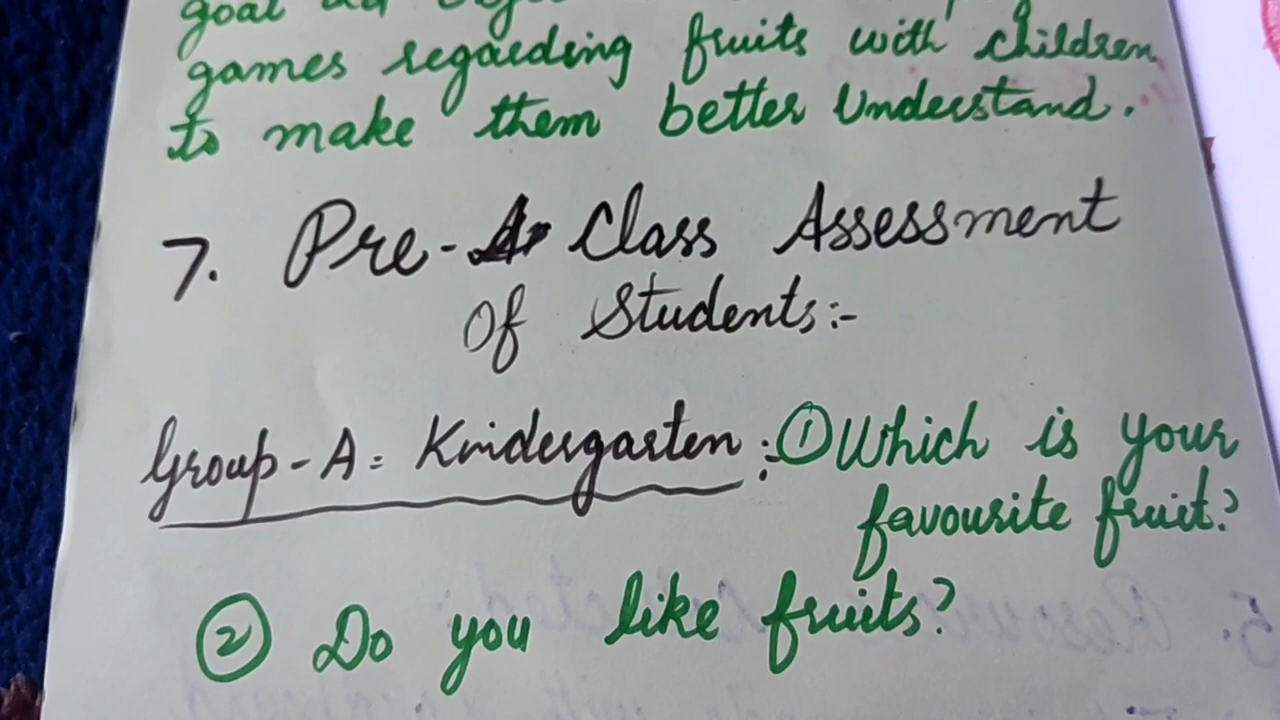 goal
games regarding fruits with children
to make them better Understand.
7. Pre- Class Assessment
Of Students:-
Group-A: Kindergarten: ① Which is your
favourite fruit?
② Do you like fruits?